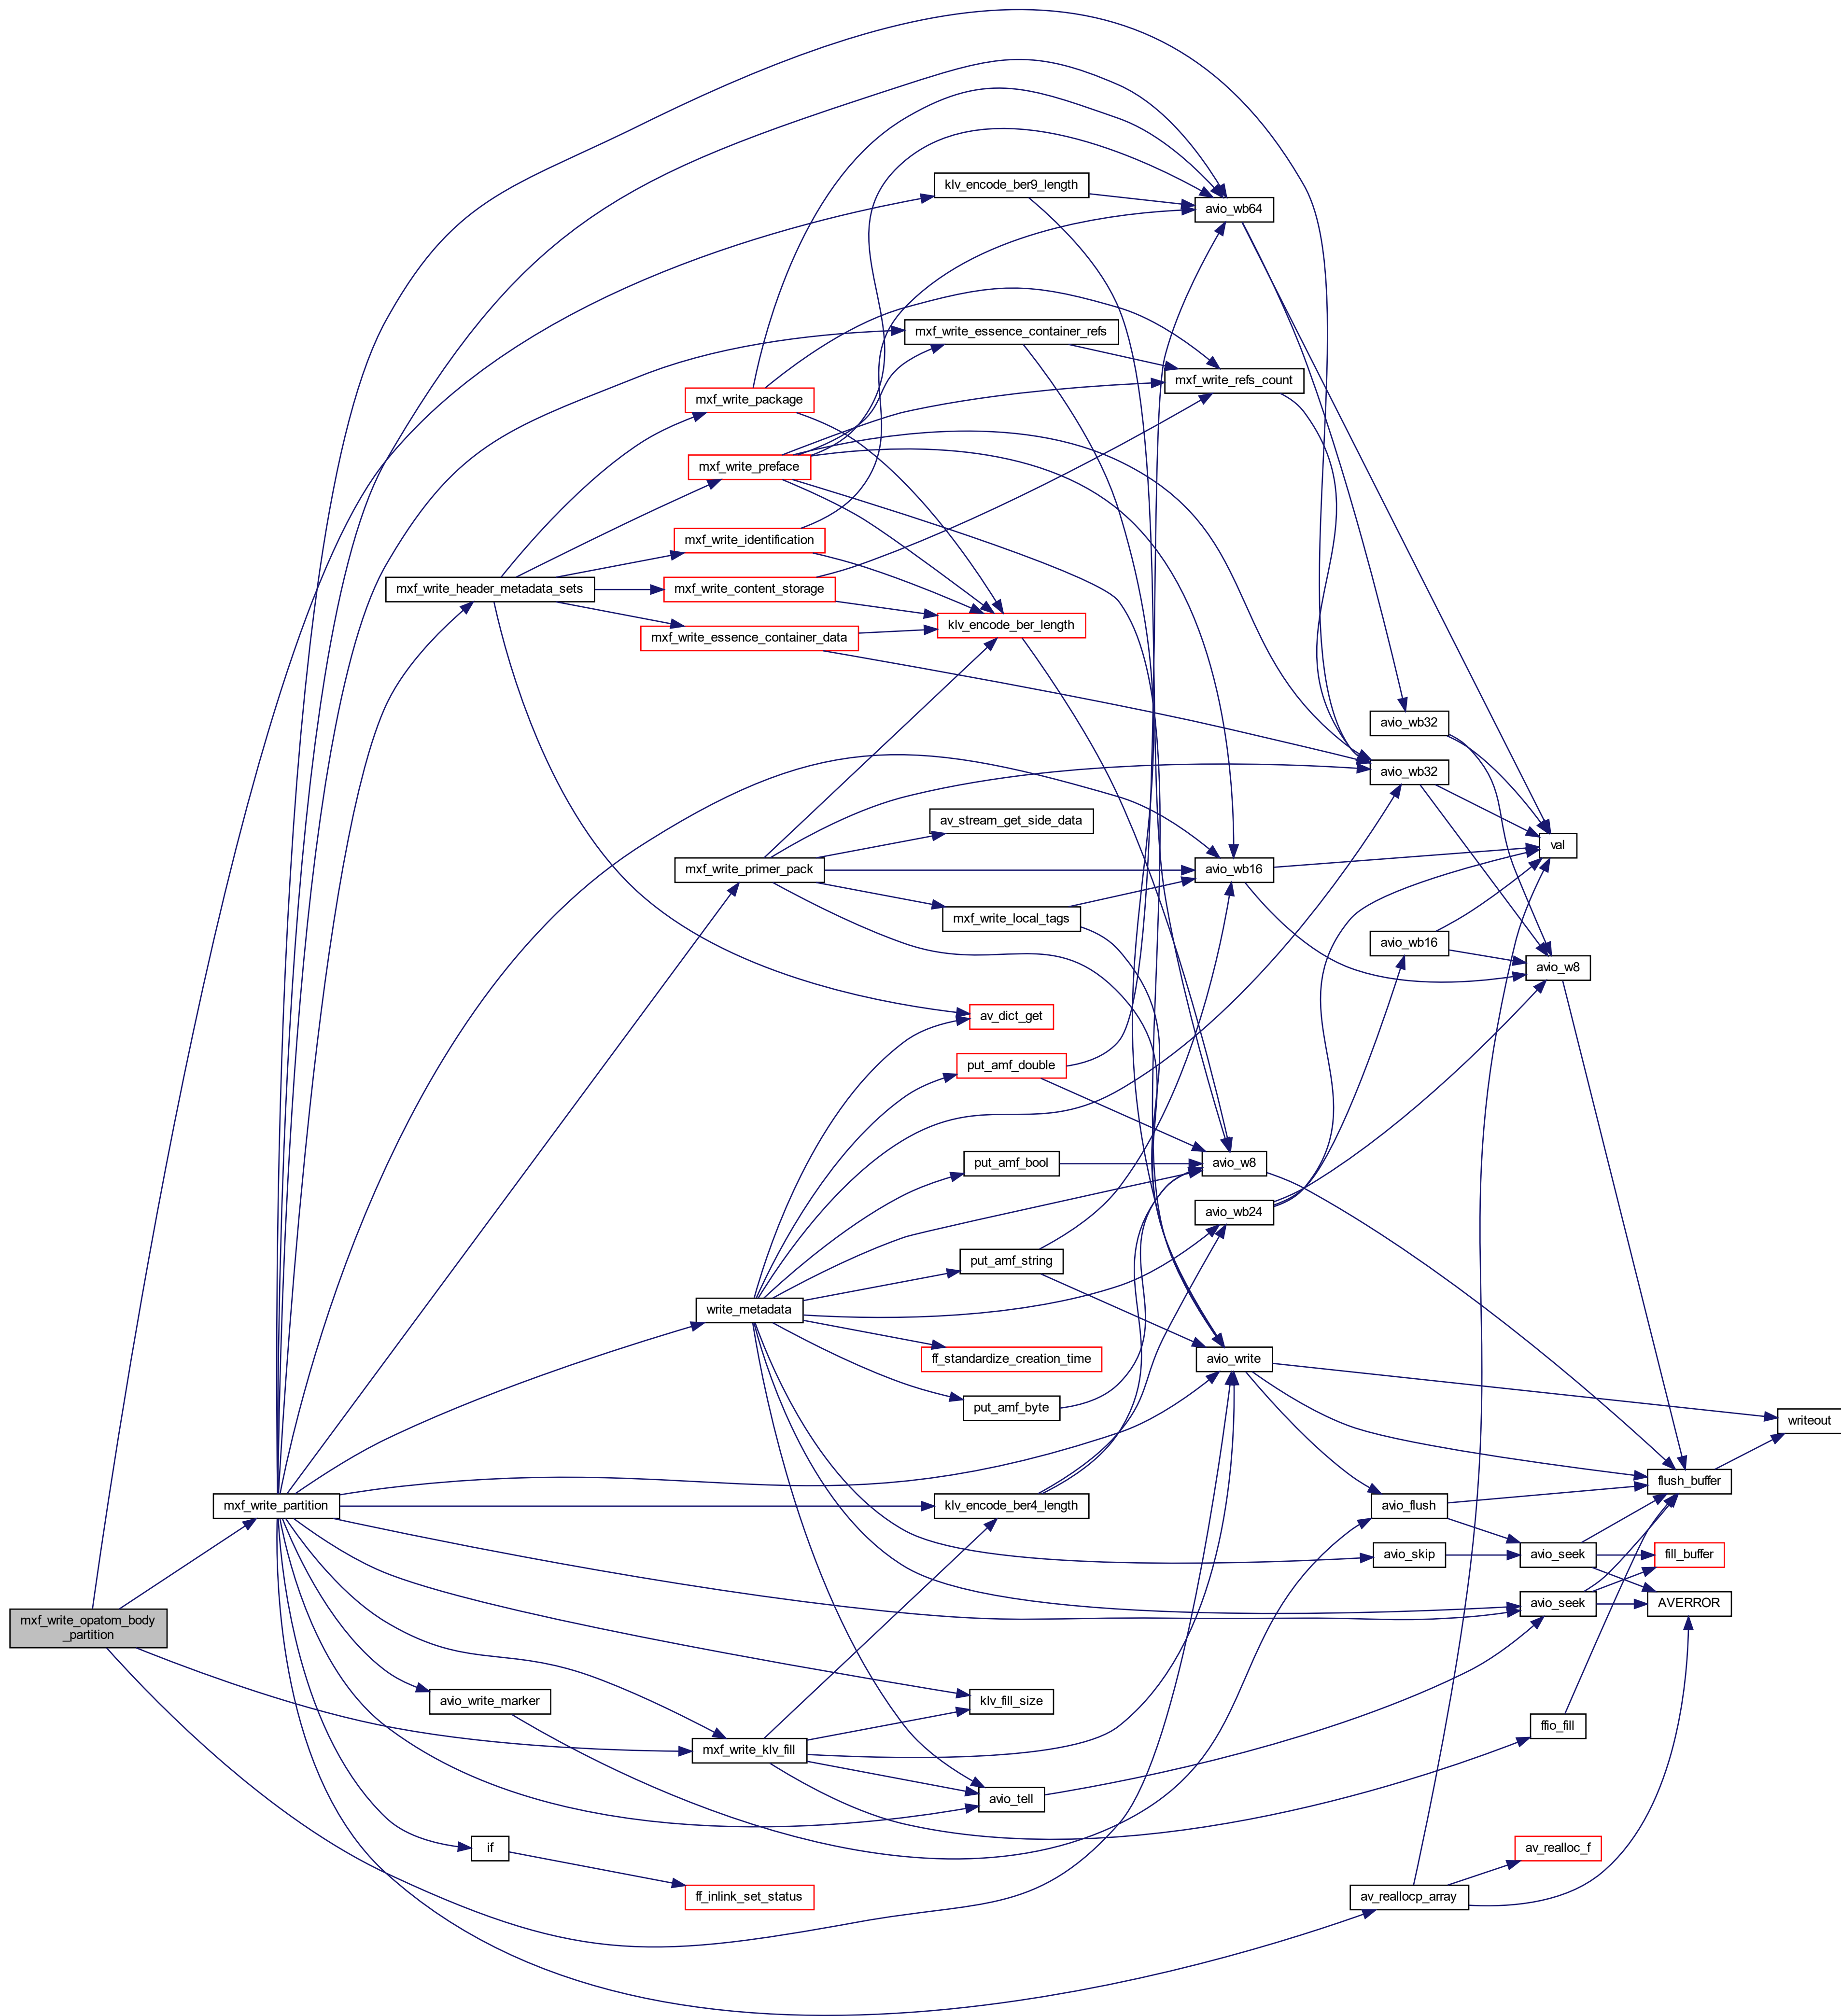 klv_encode_ber9_length
avio_wb64
mxf_write_essence_container_refs
mxf_write_refs_count
mxf_write_package
mxf_write_preface
mxf_write_identification
mxf_write_header_metadata_sets
mxf_write_content_storage
klv_encode_ber_length
mxf_write_essence_container_data
avio_wb32
avio_wb32
av_stream_get_side_data
val
mxf_write_primer_pack
avio_wb16
mxf_write_local_tags
avio_wb16
avio_w8
av_dict_get
put_amf_double
put_amf_bool
avio_w8
avio_wb24
put_amf_string
write_metadata
ff_standardize_creation_time
avio_write
put_amf_byte
writeout
flush_buffer
mxf_write_partition
klv_encode_ber4_length
avio_flush
avio_skip
avio_seek
fill_buffer
avio_seek
AVERROR
mxf_write_opatom_body
_partition
avio_write_marker
klv_fill_size
ffio_fill
mxf_write_klv_fill
avio_tell
if
av_realloc_f
ff_inlink_set_status
av_reallocp_array